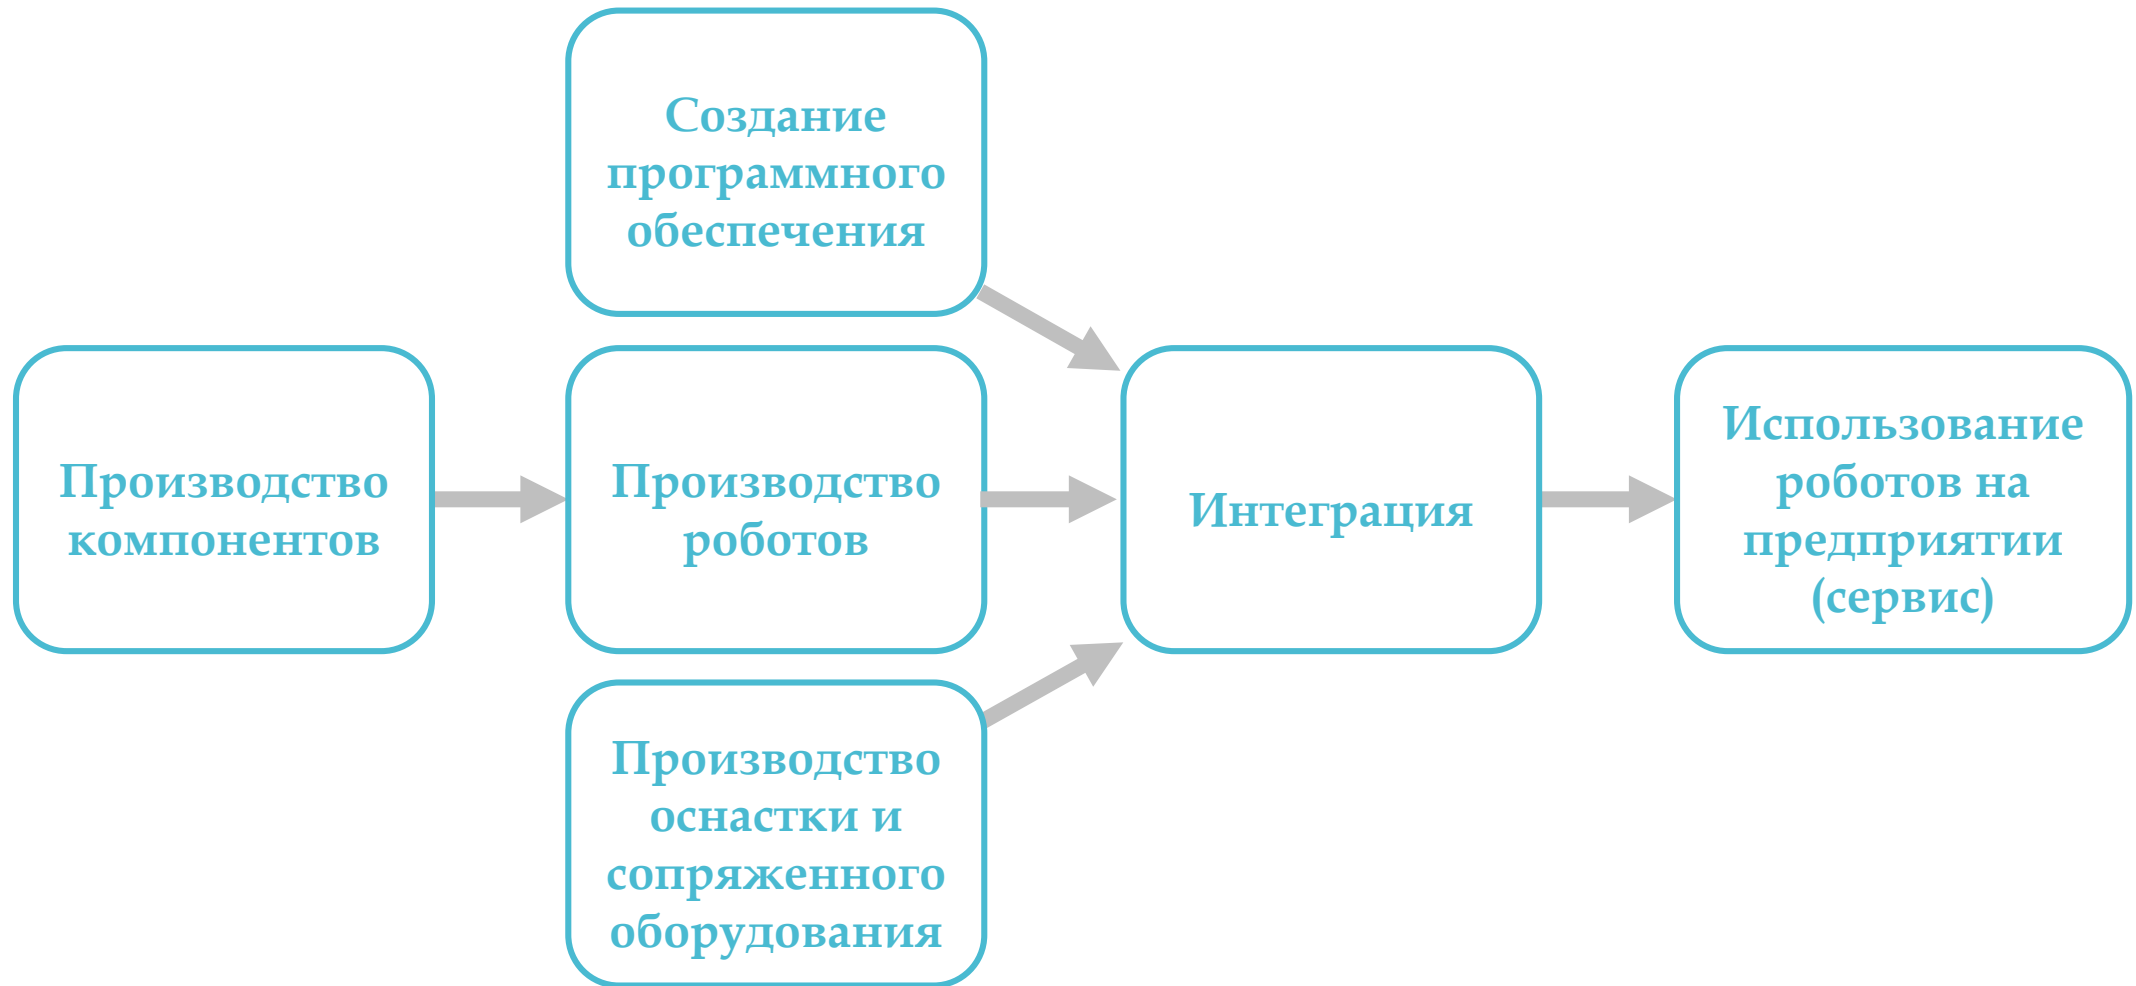 Создание
программного
обеспечения
Производство
компонентов
Производство
роботов
Интеграция
Использование
роботов на
предприятии
(сервис)
Производство
оснастки и
сопряженного
оборудования